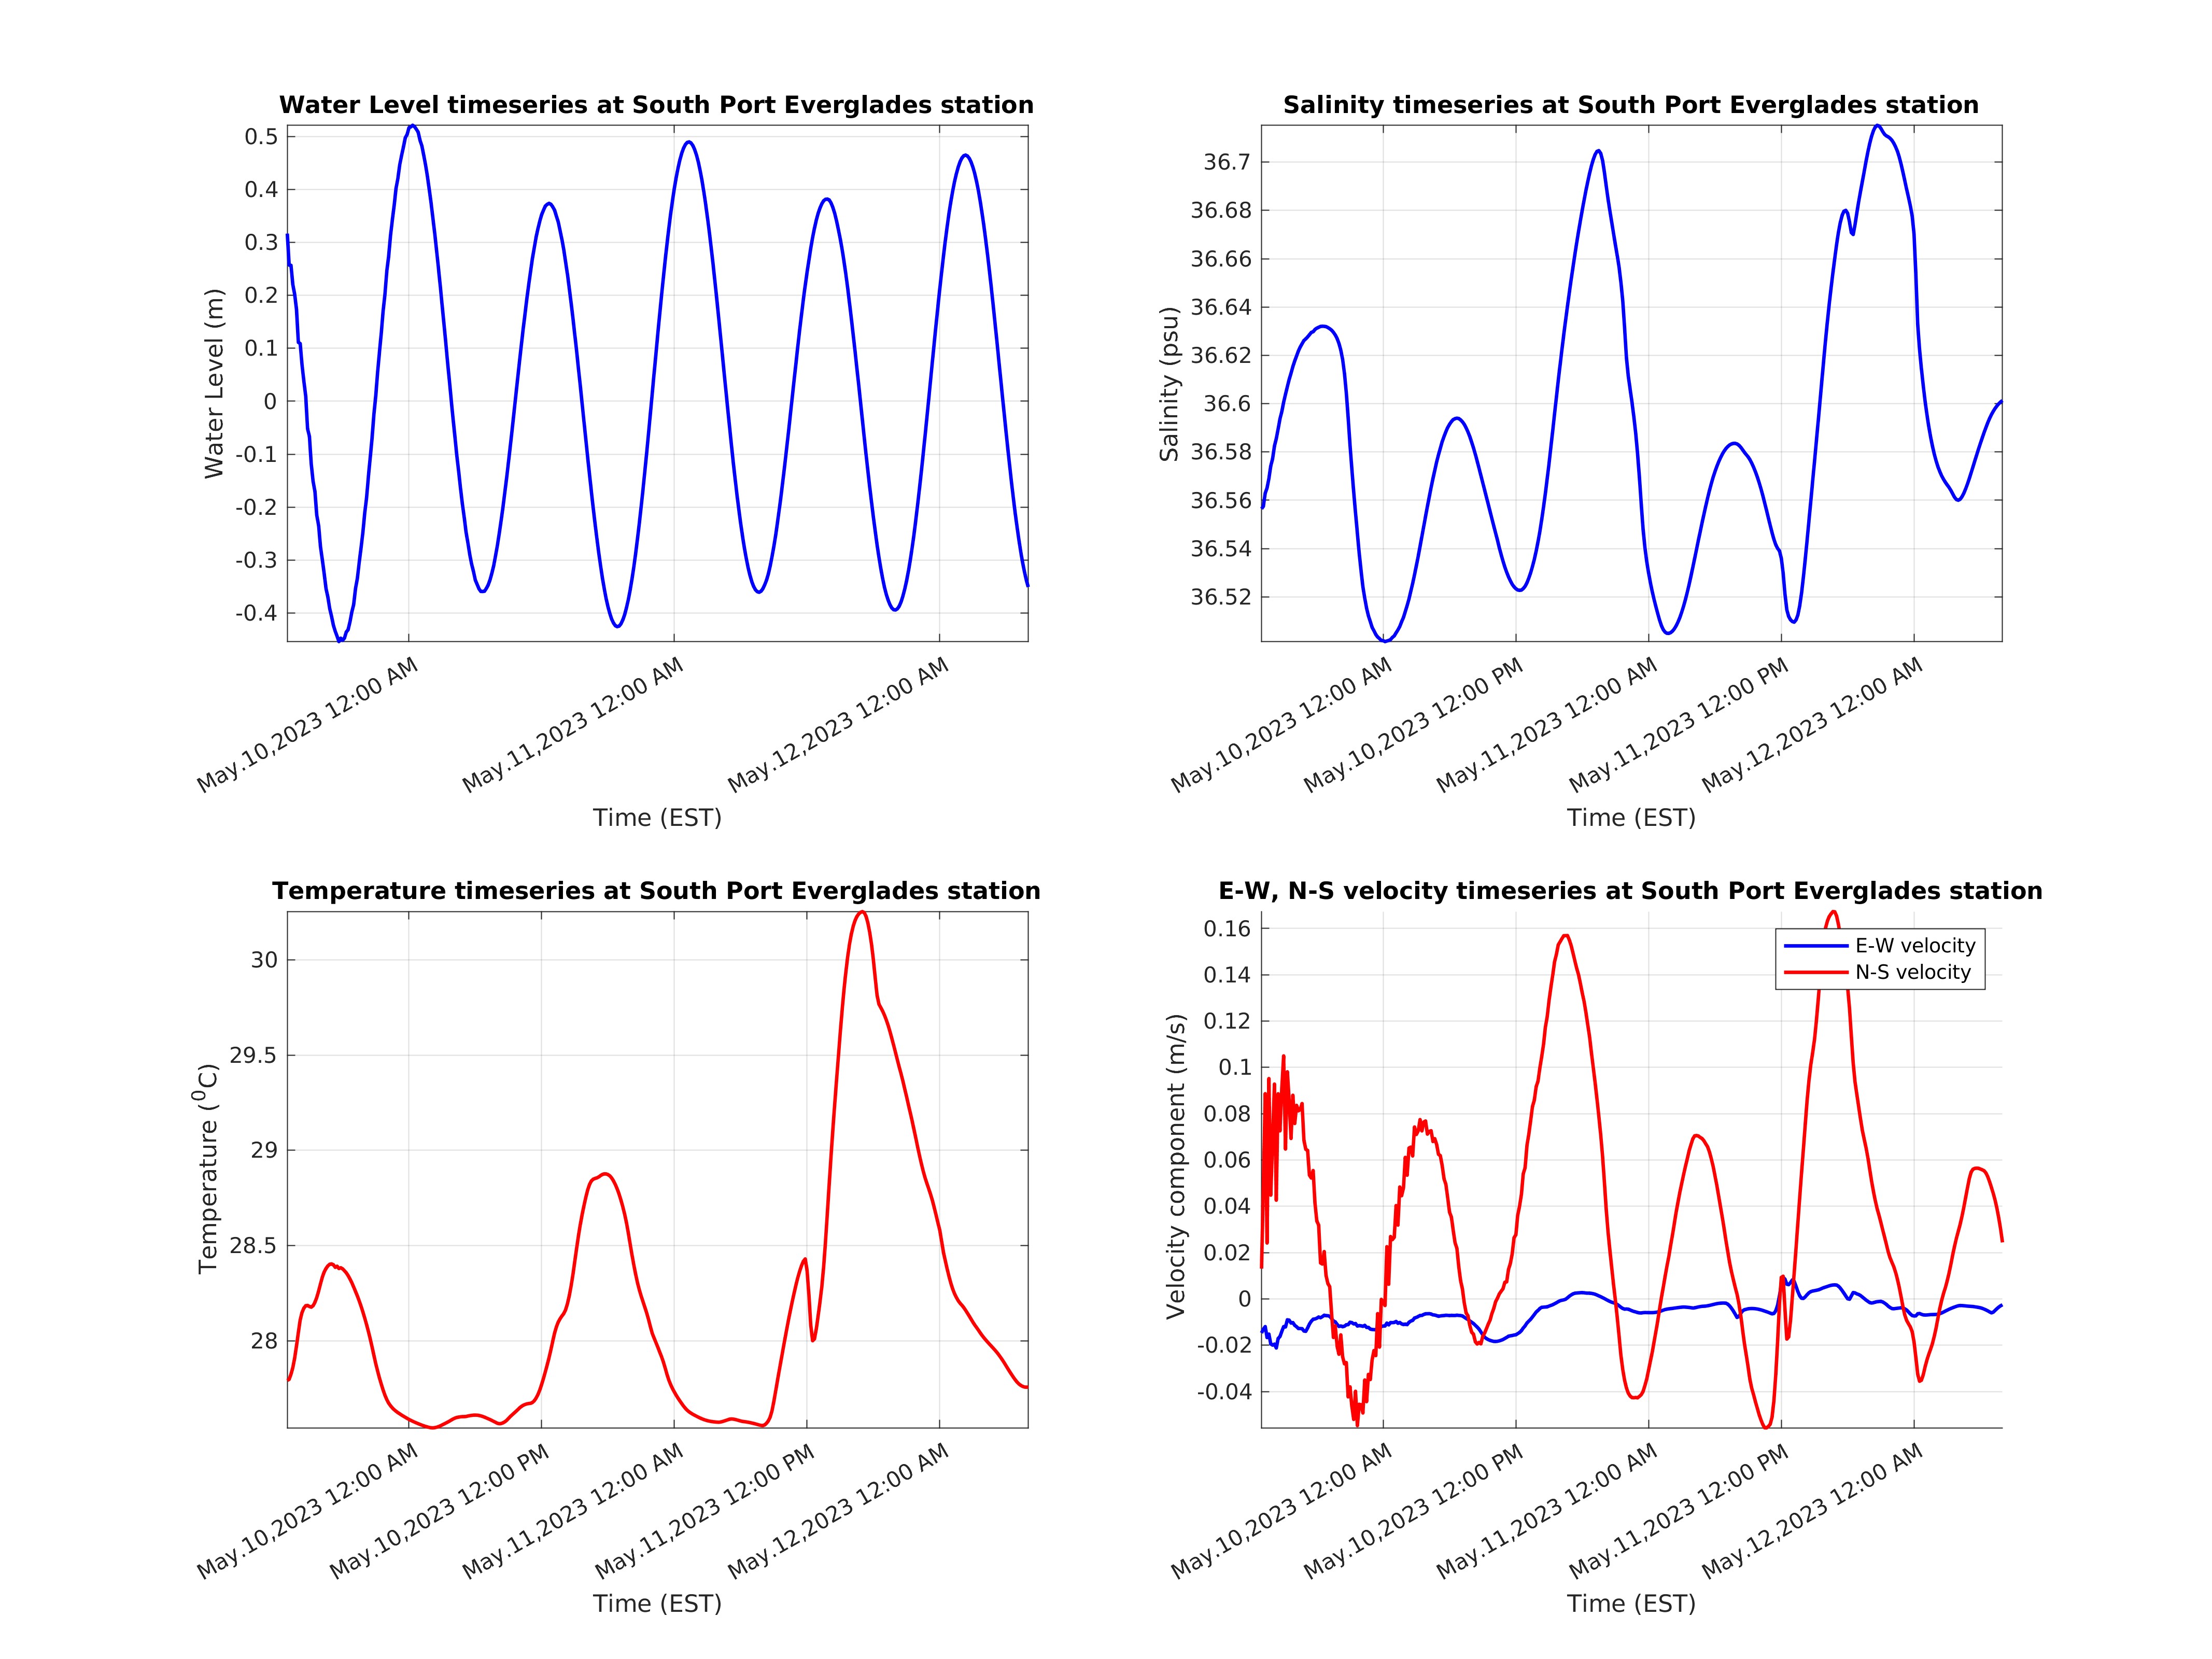 Water Level timeseries at South Port Everglades station
0.5
0.4
0.3
0.2
0.1
0
-0.1
-0.2
-0.3
-0.4
Water Level (m)
May.10,2023 12:00 AM
May.11,2023 12:00 AM
May.12,2023 12:00 AM
Time (EST)
Salinity timeseries at South Port Everglades station
36.7
36.68
36.66
36.64
36.62
36.6
36.58
36.56
36.54
36.52
Salinity (psu)
May.10,2023 12:00 AM
May.10,2023 12:00 PM
May.11,2023 12:00 AM
May.11,2023 12:00 PM
May.12,2023 12:00 AM
Time (EST)
Temperature timeseries at South Port Everglades station
30
29.5
29
28.5
28
Temperature (⁰C)
May.10,2023 12:00 AM
May.10,2023 12:00 PM
May.11,2023 12:00 AM
May.11,2023 12:00 PM
May.12,2023 12:00 AM
Time (EST)
E-W, N-S velocity timeseries at South Port Everglades station
0.16
0.14
0.12
0.1
0.08
0.06
0.04
0.02
0
-0.02
-0.04
Velocity component (m/s)
E-W velocity
N-S velocity
May.10,2023 12:00 AM
May.10,2023 12:00 PM
May.11,2023 12:00 AM
May.11,2023 12:00 PM
May.12,2023 12:00 AM
Time (EST)